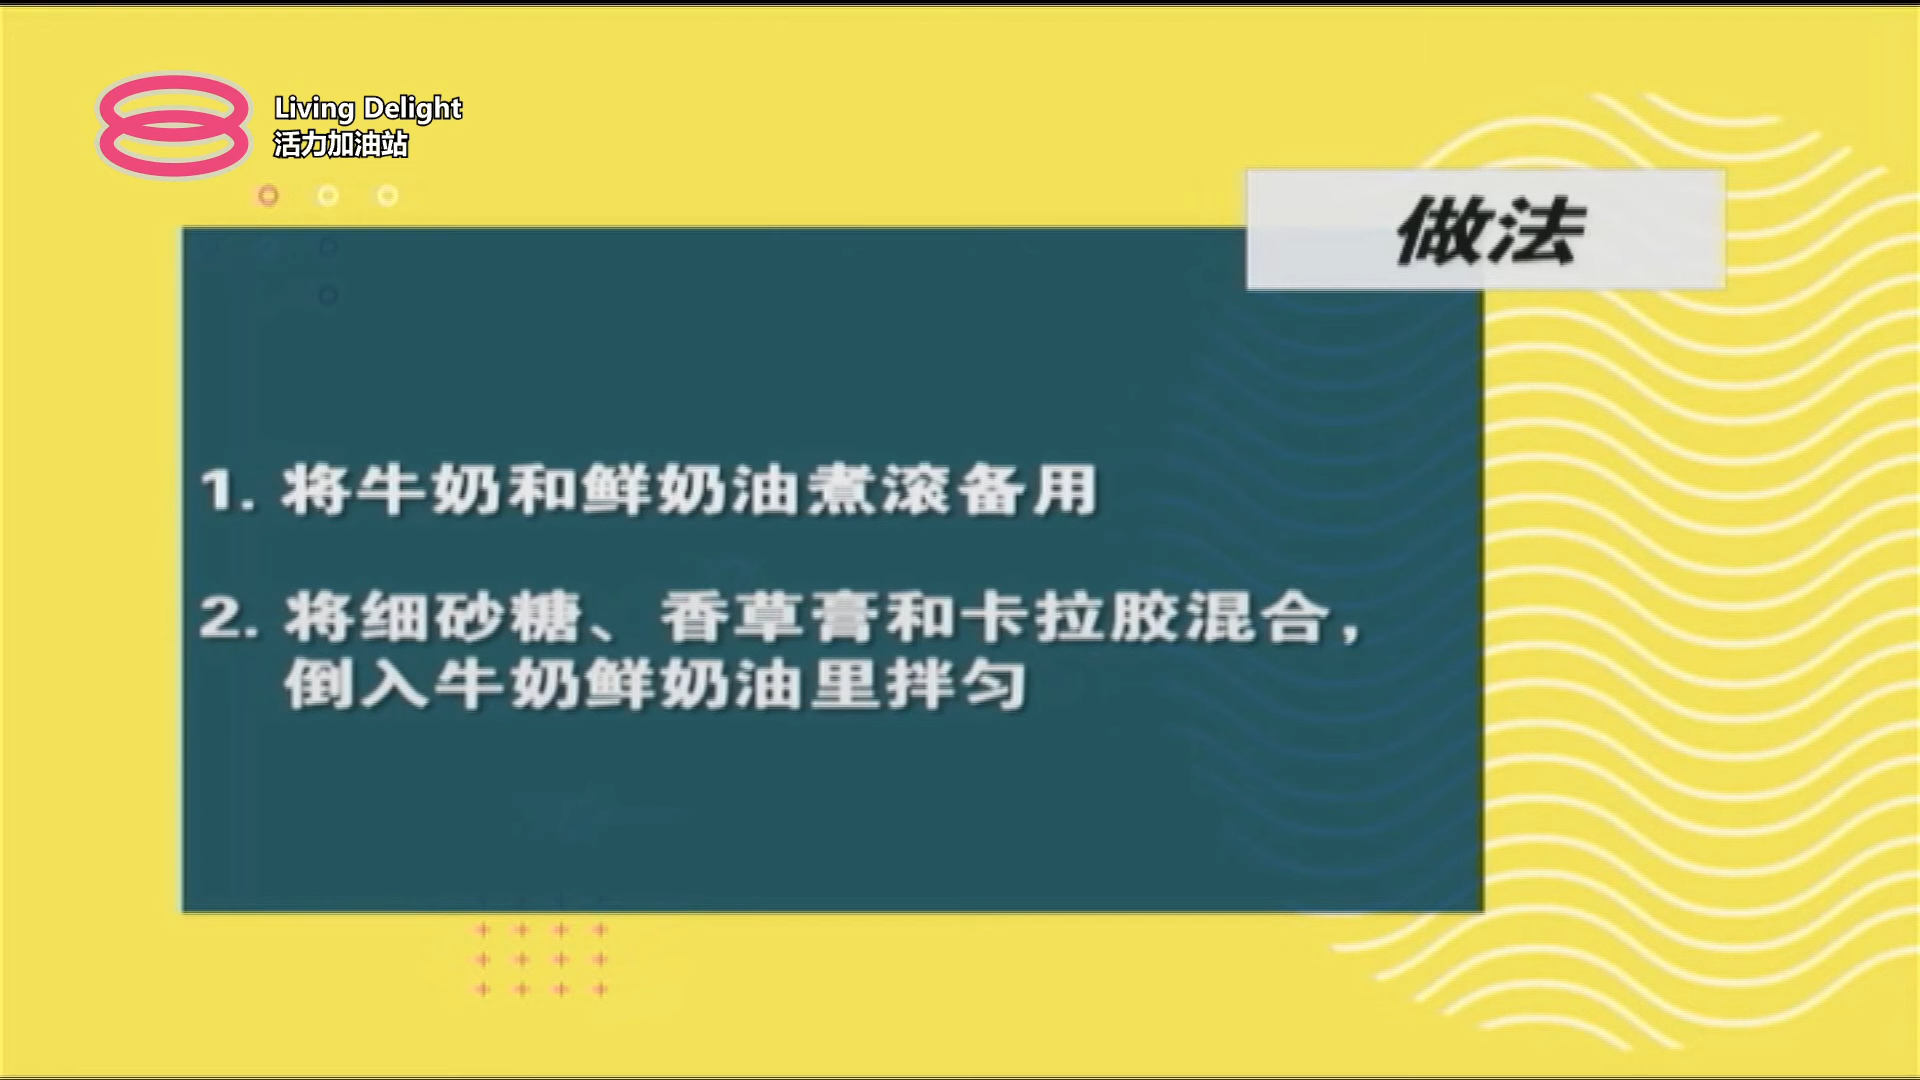 Living Delight
活力加油站
做法
1. 将牛奶和鲜奶油煮滚备用
2. 将细砂糖、香草膏和卡拉胶混合，
倒入牛奶鲜奶油里拌匀